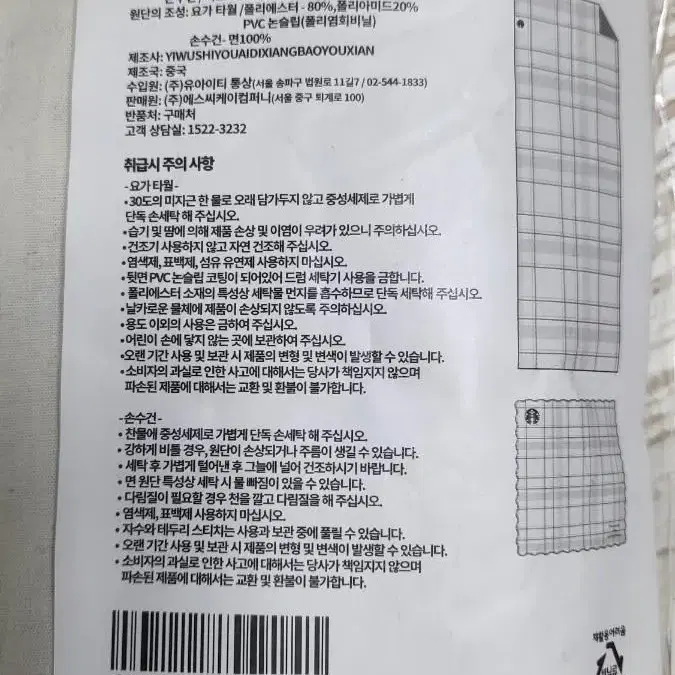 원단의 조성: 요가 타월 /폴리에스터 - 80%,폴리아미드20%
PVC 논슬립(폴리염화비닐)
손수건- 면100%
제조사: YIWUSHIYOUAIDIXIANGBAOYOUXIAN
제조국: 중국
수입원: (주)유아이티 통상(서울 송파구 법원로 11길7 / 02-544-1833)
판매원: (주)에스씨케이컴퍼니(서울 중구 퇴계로 100)
반품처: 구매처
고객 상담실: 1522-3232
취급시 주의 사항
-요가 타월-
•30도의 미지근 한 물로 오래 담가두지 않고 중성세제로 가볍게
단독 손세탁 해 주십시오.
•습기 및 땀에 의해 제품 손상 및 이염이 우려가 있으니 주의하십시오.
•건조기 사용하지 않고 자연 건조해 주십시오.
•염색제, 표백제, 섬유 유연제 사용하지 마십시오.
•뒷면 PVC 논슬립 코팅이 되어있어 드럼 세탁기 사용을 금합니다.
• 폴리에스터 소재의 특성상 세탁물 먼지를 흡수하므로 단독 세탁해 주십시오.
•날카로운 물체에 제품이 손상되지 않도록 주의하십시오.
•용도 이외의 사용은 금하여 주십시오.
•어린이 손에 닿지 않는 곳에 보관하여 주십시오.
•오랜 기간 사용 및 보관 시 제품의 변형 및 변색이 발생할 수 있습니다.
•소비자의 과실로 인한 사고에 대해서는 당사가 책임지지 않으며
파손된 제품에 대해서는 교환 및 환불이 불가합니다.
-손수건-
• 찬물에 중성세제로 가볍게 단독 손세탁 해 주십시오.
• 강하게 비틀 경우, 원단이 손상되거나 주름이 생길 수 있습니다.
• 세탁 후 가볍게 털어낸 후 그늘에 널어 건조하시기 바랍니다.
• 면 원단 특성상 세탁 시 물 빠짐이 있을 수 있습니다.
• 다림질이 필요할 경우 천을 깔고 다림질을 해 주십시오.
• 염색제, 표백제 사용하지 마십시오.
• 자수와 테두리 스티치는 사용과 보관 중에 풀릴 수 있습니다.
• 오랜 기간 사용 및 보관 시 제품의 변형 및 변색이 발생할 수 있습니다.
• 소비자의 과실로 인한 사고에 대해서는 당사가 책임지지 않으며
파손된 제품에 대해서는 교환 및 환불이 불가합니다.
재활용어려움